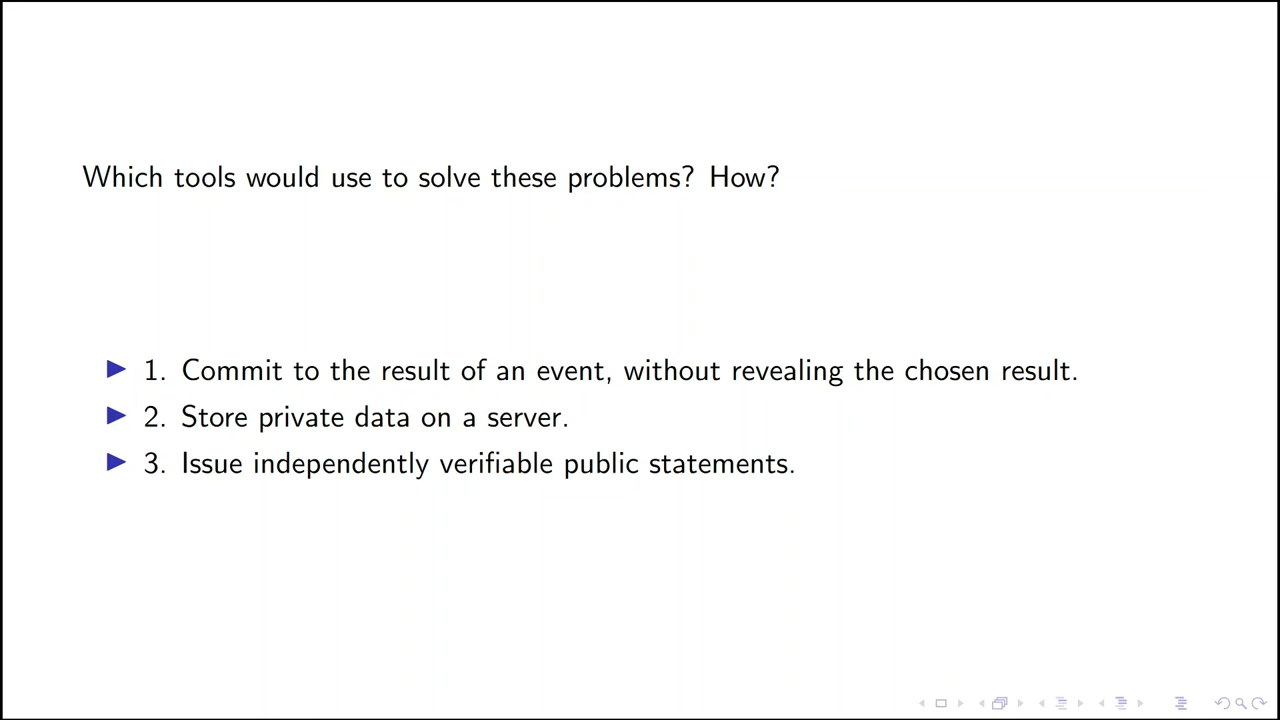 Which tools would use to solve these problems? How?
1. Commit to the result of an event, without revealing the chosen result.
2. Store private data on a server.
3. Issue independently verifiable public statements.